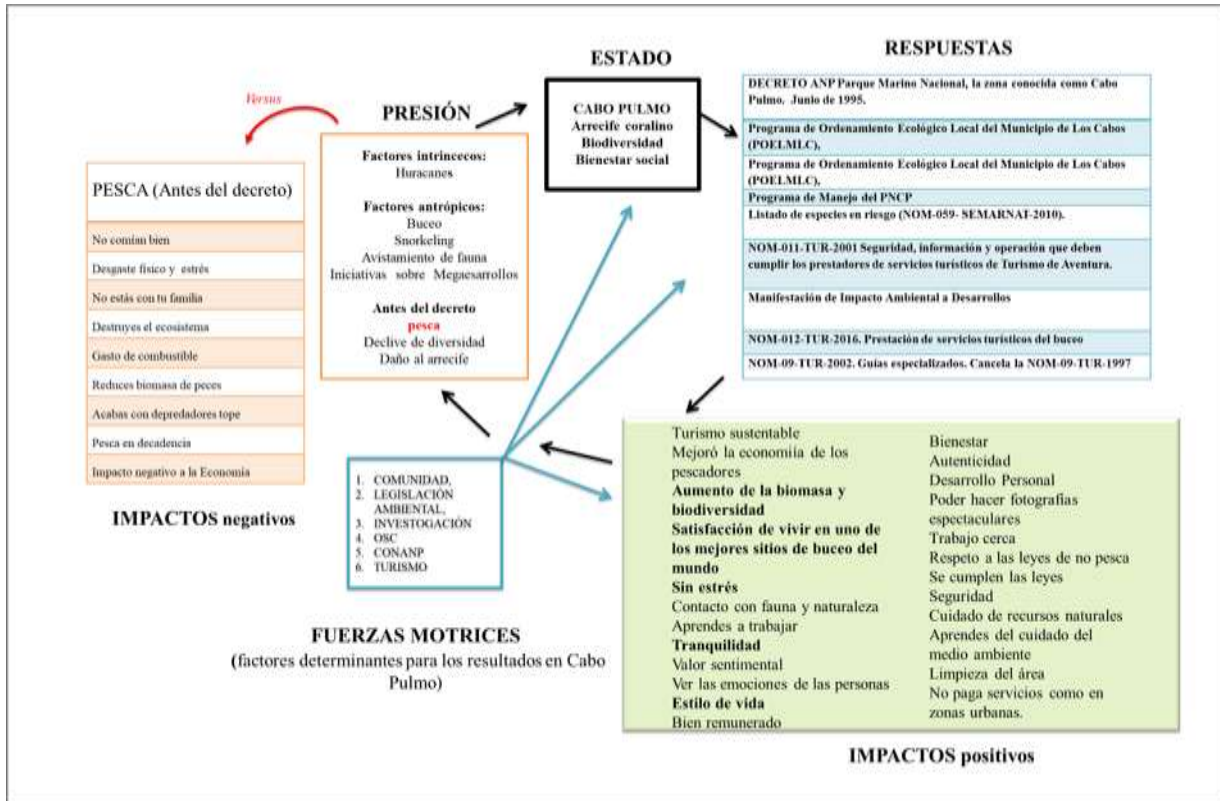 ESTADO
RESPUESTAS
Versus
PRESIÓN
CABO PULMO
Arrecife coralino
Biodiversidad
Bienestar social
DECRETO ANP Parque Marino Nacional, la zona conocida como Cabo
Pulmo. Junio de 1995.
Programa de Ordenamiento Ecológico Local del Municipio de Los Cabos
(POELMLC),
Programa de Ordenamiento Ecológico Local del Municipio de Los Cabos
(POELMLC),
Programa de Manejo del PNCP
Listado de especies en riesgo (NOM-059- SEMARNAT-2010).
NOM-011-TUR-2001 Seguridad, información y operación que deben
cumplir los prestadores de servicios turísticos de Turismo de Aventura.
Manifestación de Impacto Ambiental a Desarrollos
NOM-012-TUR-2016. Prestación de servicios turísticos del buceo
NOM-09-TUR-2002. Guías especializados. Cancela la NOM-09-TUR-1997
Factores intrincecos:
Huracanes
Factores antrópicos:
Buceo
Snorkeling
Avistamiento de fauna
Iniciativas sobre Megaesarrollos
Antes del decreto
pesca
Declive de diversidad
Daño al arrecife
PESCA (Antes del decreto)
No comían bien
Desgaste físico y estrés
No estás con tu familia
Destruyes el ecosistema
Gasto de combustible
Reduces biomasa de peces
Acabas con depredadores tope
Pesca en decadencia
Impacto negativo a la Economía
IMPACTOS negativos
1. COMUNIDAD,
2. LEGISLACIÓN
AMBIENTAL,
3. INVESTOGACIÓN
4. OSC
5. CONANP
6. TURISMO
FUERZAS MOTRICES
(factores determinantes para los resultados en Cabo
Pulmo)
Turismo sustentable
Mejoró la economiía de los
pescadores
Aumento de la biomasa y
biodiversidad
Satisfacción de vivir en uno de
los mejores sitios de buceo del
mundo
Sin estrés
Contacto con fauna y naturaleza
Aprendes a trabajar
Tranquilidad
Valor sentimental
Ver las emociones de las personas
Estilo de vida
Bien remunerado
Bienestar
Autenticidad
Desarrollo Personal
Poder hacer fotografías
espectaculares
Trabajo cerca
Respeto a las leyes de no pesca
Se cumplen las leyes
Seguridad
Cuidado de recursos naturales
Aprendes del cuidado del
medio ambiente
Limpieza del área
No paga servicios como en
zonas urbanas.
IMPACTOS positivos